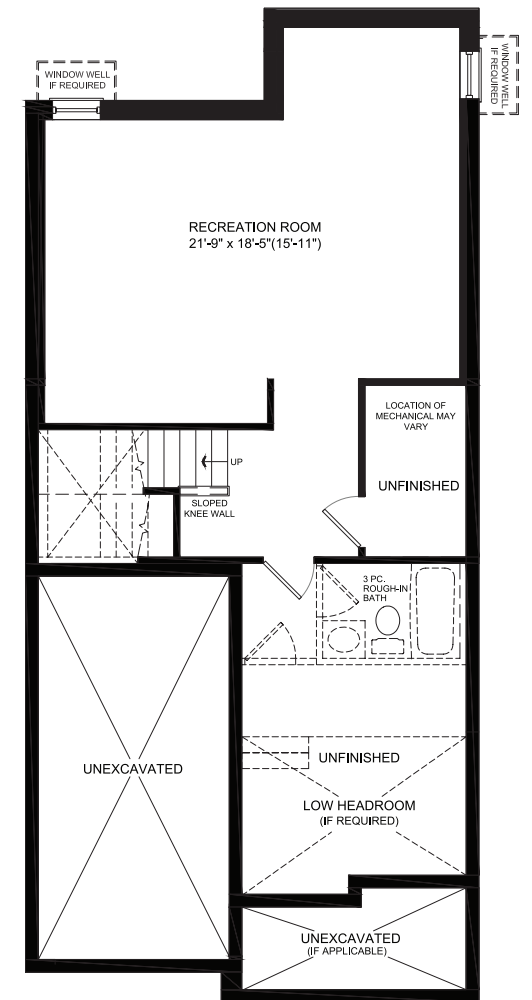 WINDOW WELL
IF REQUIRED
WINDOW WELL
IF REQUIRED
RECREATION ROOM
21'-9" x 18'-5"(15'-11")
LOCATION OF
MECHANICAL MAY
VARY
UNFINISHED
UP
SLOPED
KNEE WALL
3 PC.
ROUGH-IN
BATH
UNEXCAVATED
UNFINISHED
LOW HEADROOM
(IF REQUIRED)
UNEXCAVATED
(IF APPLICABLE)